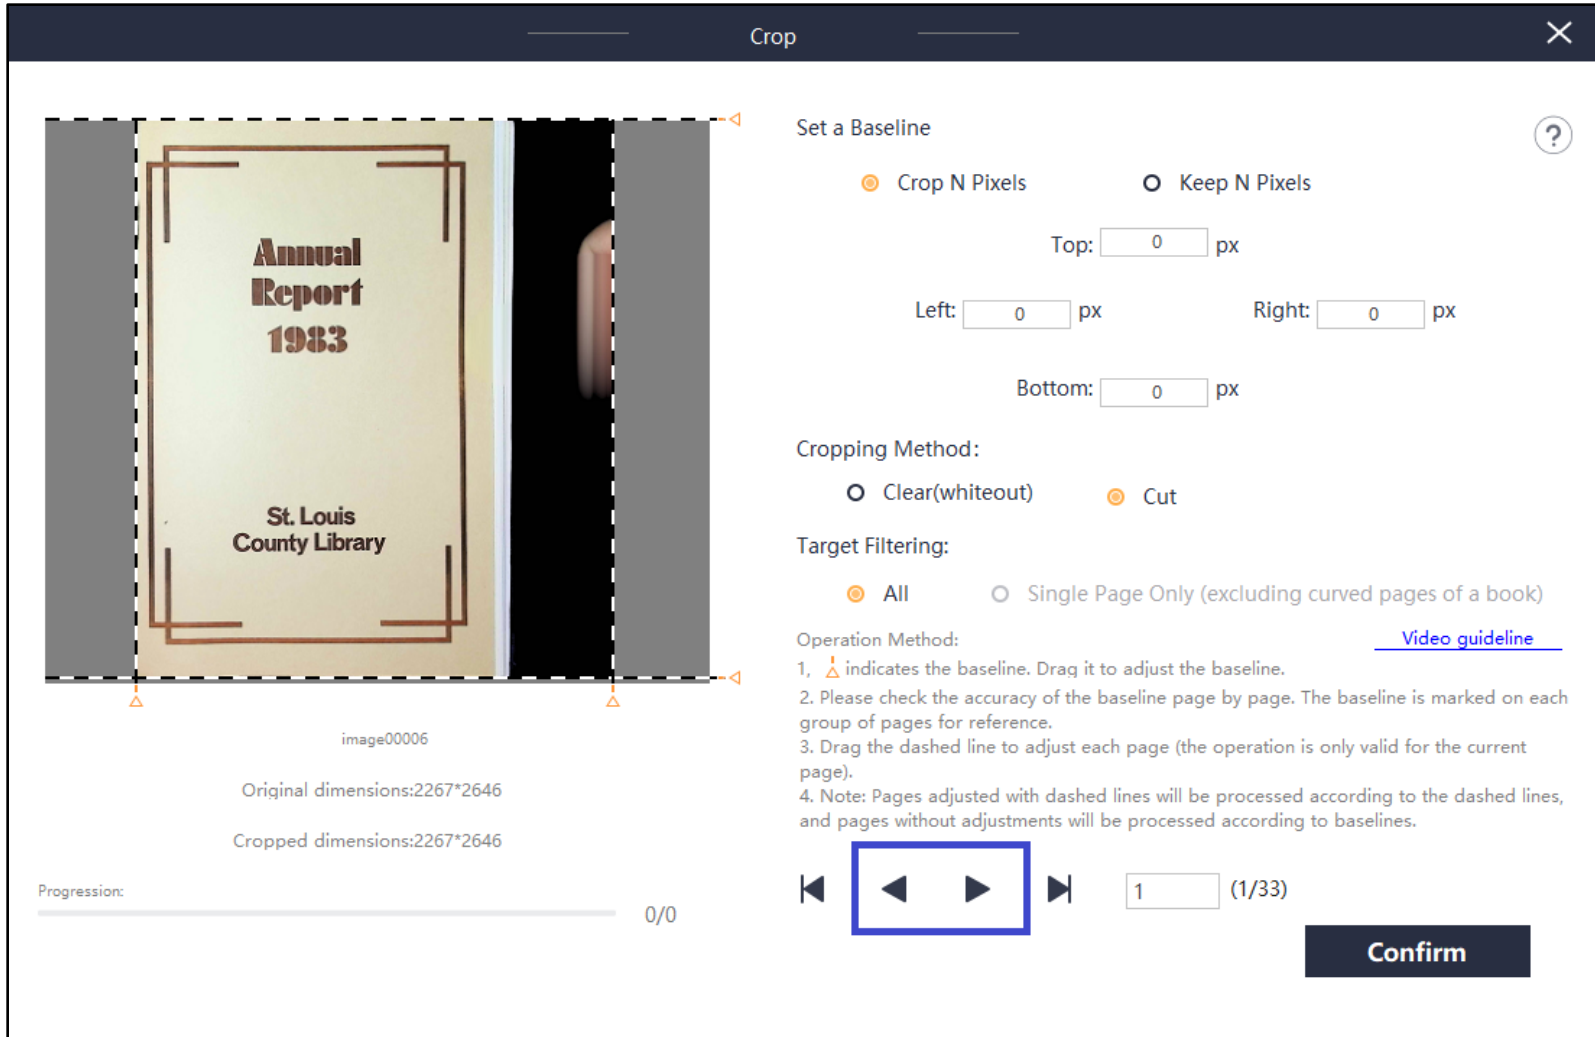 Crop
Annual
Report
1983
St. Louis
County Library
image00006
Original dimensions:2267*2646
Cropped dimensions:2267*2646
Progression:
0/0
Set a Baseline
?
Crop N Pixels
Keep N Pixels
Top: 0 px
Left: 0 px
Right: 0 px
Bottom: 0 px
Cropping Method:
Clear(whiteout)
Cut
Target Filtering:
All
Single Page Only (excluding curved pages of a book)
Operation Method:
Video guideline
1, indicates the baseline. Drag it to adjust the baseline.
2. Please check the accuracy of the baseline page by page. The baseline is marked on each
group of pages for reference.
3. Drag the dashed line to adjust each page (the operation is only valid for the current
page).
4. Note: Pages adjusted with dashed lines will be processed according to the dashed lines,
and pages without adjustments will be processed according to baselines.
1 (1/33)
Confirm